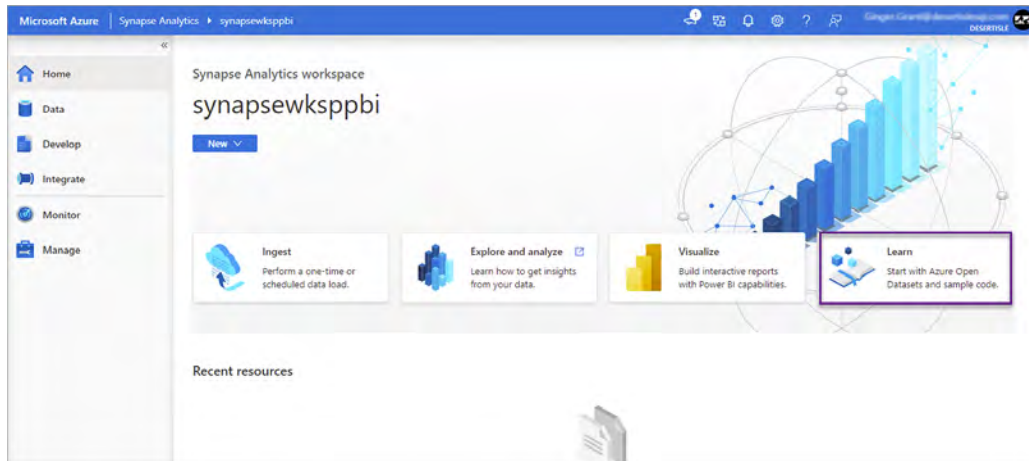 Microsoft Azure | Synapse Analytics ▸ synapsewksppbi
1
?
DESERTISLE
«
Home
Data
Develop
Integrate
Monitor
Manage
Synapse Analytics workspace
synapsewksppbi
New
Ingest
Perform a one-time or
scheduled data load.
Explore and analyze
Learn how to get insights
from your data.
Visualize
Build interactive reports
with Power BI capabilities.
Learn
Start with Azure Open
Datasets and sample code.
Recent resources